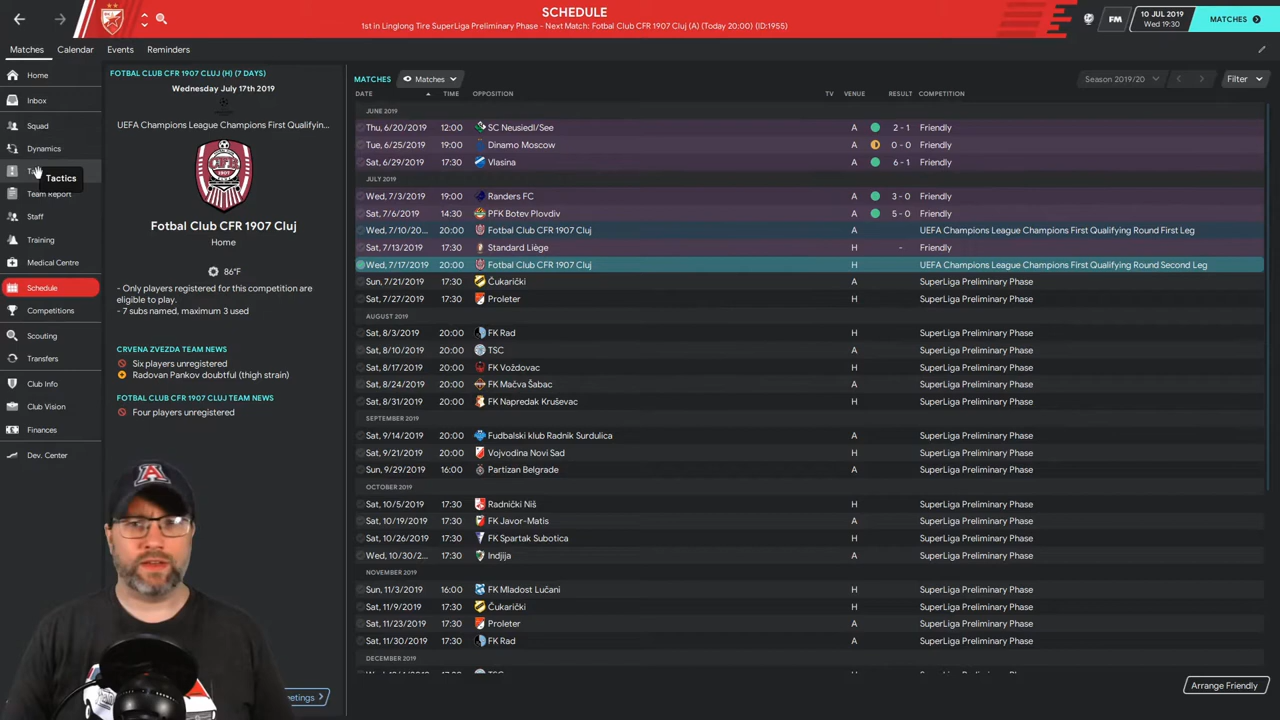 SCHEDULE
1st in Linglong Tire SuperLiga Preliminary Phase - Next Match: Fotbal Club CFR 1907 Cluj (A) (Today 20:00) (ID:1955)
FM
10 JUL 2019
Wed 19:30
MATCHES
Matches Calendar Events Reminders
Home
Inbox
Squad
Dynamics
Tactics
Team Report
Staff
Training
Medical Centre
Schedule
Competitions
Scouting
Transfers
Club Info
Club Vision
Finances
Dev. Center
FOTBAL CLUB CFR 1907 CLUJ (H) (7 DAYS)
Wednesday July 17th 2019
UEFA Champions League Champions First Qualifyin...
Fotbal Club CFR 1907 Cluj
Home
86°F
- Only players registered for this competition are
eligible to play.
- 7 subs named, maximum 3 used
CRVENA ZVEZDA TEAM NEWS
Six players unregistered
Radovan Pankov doubtful (thigh strain)
FOTBAL CLUB CFR 1907 CLUJ TEAM NEWS
Four players unregistered
MATCHES Matches Season 2019/20 Filter
DATE TIME OPPOSITION TV VENUE RESULT COMPETITION
JUNE 2019
Thu, 6/20/2019 12:00 SC Neusiedl/See A 2 - 1 Friendly
Tue, 6/25/2019 19:00 Dinamo Moscow A 0 - 0 Friendly
Sat, 6/29/2019 17:30 Vlasina A 6 - 1 Friendly
JULY 2019
Wed, 7/3/2019 19:00 Randers FC A 3 - 0 Friendly
Sat, 7/6/2019 14:30 PFK Botev Plovdiv A 5 - 0 Friendly
Wed, 7/10/20... 20:00 Fotbal Club CFR 1907 Cluj A UEFA Champions League Champions First Qualifying Round First Leg
Sat, 7/13/2019 17:30 Standard Liège H - Friendly
Wed, 7/17/2019 20:00 Fotbal Club CFR 1907 Cluj H UEFA Champions League Champions First Qualifying Round Second Leg
Sun, 7/21/2019 17:30 Čukarički A SuperLiga Preliminary Phase
Sat, 7/27/2019 17:30 Proleter H SuperLiga Preliminary Phase
AUGUST 2019
Sat, 8/3/2019 20:00 FK Rad H SuperLiga Preliminary Phase
Sat, 8/10/2019 20:00 TSC A SuperLiga Preliminary Phase
Sat, 8/17/2019 20:00 FK Voždovac H SuperLiga Preliminary Phase
Sat, 8/24/2019 20:00 FK Mačva Šabac A SuperLiga Preliminary Phase
Sat, 8/31/2019 20:00 FK Napredak Kruševac H SuperLiga Preliminary Phase
SEPTEMBER 2019
Sat, 9/14/2019 20:00 Fudbalski klub Radnik Surdulica A SuperLiga Preliminary Phase
Sat, 9/21/2019 20:00 Vojvodina Novi Sad H SuperLiga Preliminary Phase
Sun, 9/29/2019 16:00 Partizan Belgrade A SuperLiga Preliminary Phase
OCTOBER 2019
Sat, 10/5/2019 17:30 Radnički Niš H SuperLiga Preliminary Phase
Sat, 10/19/2019 17:30 FK Javor-Matis A SuperLiga Preliminary Phase
Sat, 10/26/2019 17:30 FK Spartak Subotica H SuperLiga Preliminary Phase
Wed, 10/30/2... 17:30 Indjija A SuperLiga Preliminary Phase
NOVEMBER 2019
Sun, 11/3/2019 16:00 FK Mladost Lučani H SuperLiga Preliminary Phase
Sat, 11/9/2019 17:30 Čukarički H SuperLiga Preliminary Phase
Sat, 11/23/2019 17:30 Proleter A SuperLiga Preliminary Phase
Sat, 11/30/2019 17:30 FK Rad A SuperLiga Preliminary Phase
DECEMBER 2019
Arrange Friendly